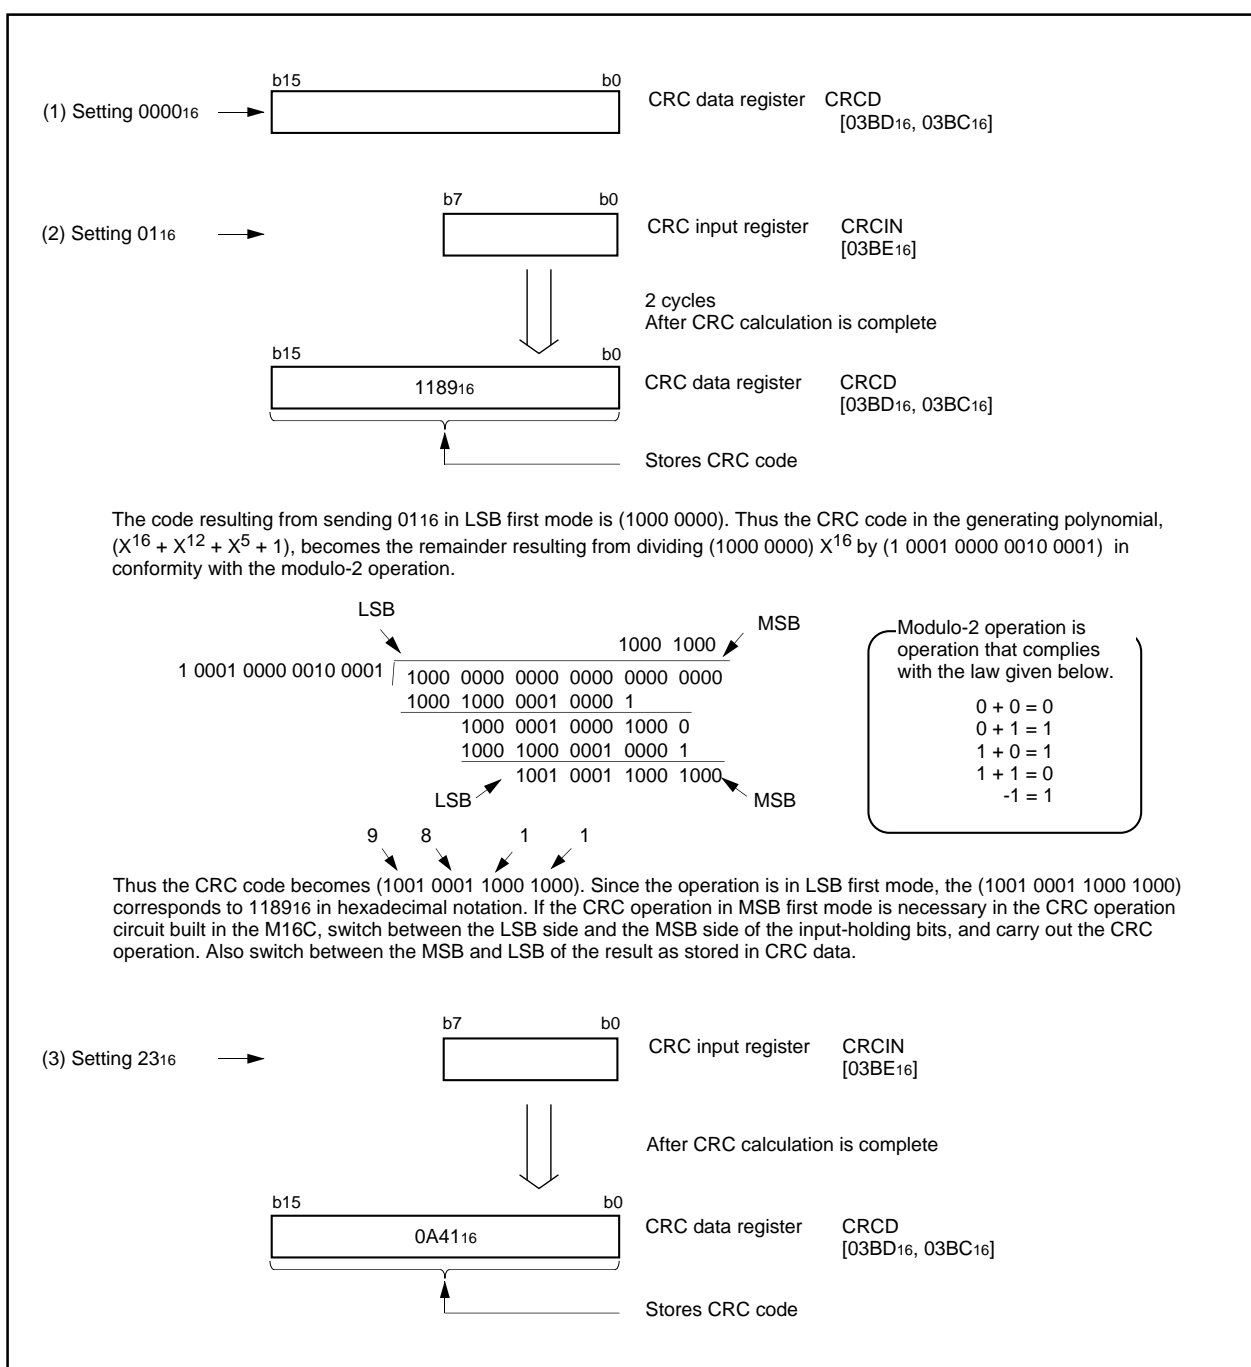 b15 b0
(1) Setting 000016 CRC data register CRCD
[03BD16, 03BC16]
b7 b0
(2) Setting 0116 CRC input register CRCIN
[03BE16]
2 cycles
After CRC calculation is complete
b15 b0
118916 CRC data register CRCD
[03BD16, 03BC16]
Stores CRC code
The code resulting from sending 0116 in LSB first mode is (1000 0000). Thus the CRC code in the generating polynomial,
(X16 + X12 + X5 + 1), becomes the remainder resulting from dividing (1000 0000) X16 by (1 0001 0000 0010 0001) in
conformity with the modulo-2 operation.
LSB MSB
1000 1000
1 0001 0000 0010 0001 1000 0000 0000 0000 0000 0000
1000 1000 0001 0000 1
1000 0001 0000 1000 0
1000 1000 0001 0000 1
1001 0001 1000 1000
LSB MSB
Modulo-2 operation is
operation that complies
with the law given below.
0 + 0 = 0
0 + 1 = 1
1 + 0 = 1
1 + 1 = 0
-1 = 1
9 8 1 1
Thus the CRC code becomes (1001 0001 1000 1000). Since the operation is in LSB first mode, the (1001 0001 1000 1000)
corresponds to 118916 in hexadecimal notation. If the CRC operation in MSB first mode is necessary in the CRC operation
circuit built in the M16C, switch between the LSB side and the MSB side of the input-holding bits, and carry out the CRC
operation. Also switch between the MSB and LSB of the result as stored in CRC data.
b7 b0
(3) Setting 2316 CRC input register CRCIN
[03BE16]
After CRC calculation is complete
b15 b0
0A4116 CRC data register CRCD
[03BD16, 03BC16]
Stores CRC code